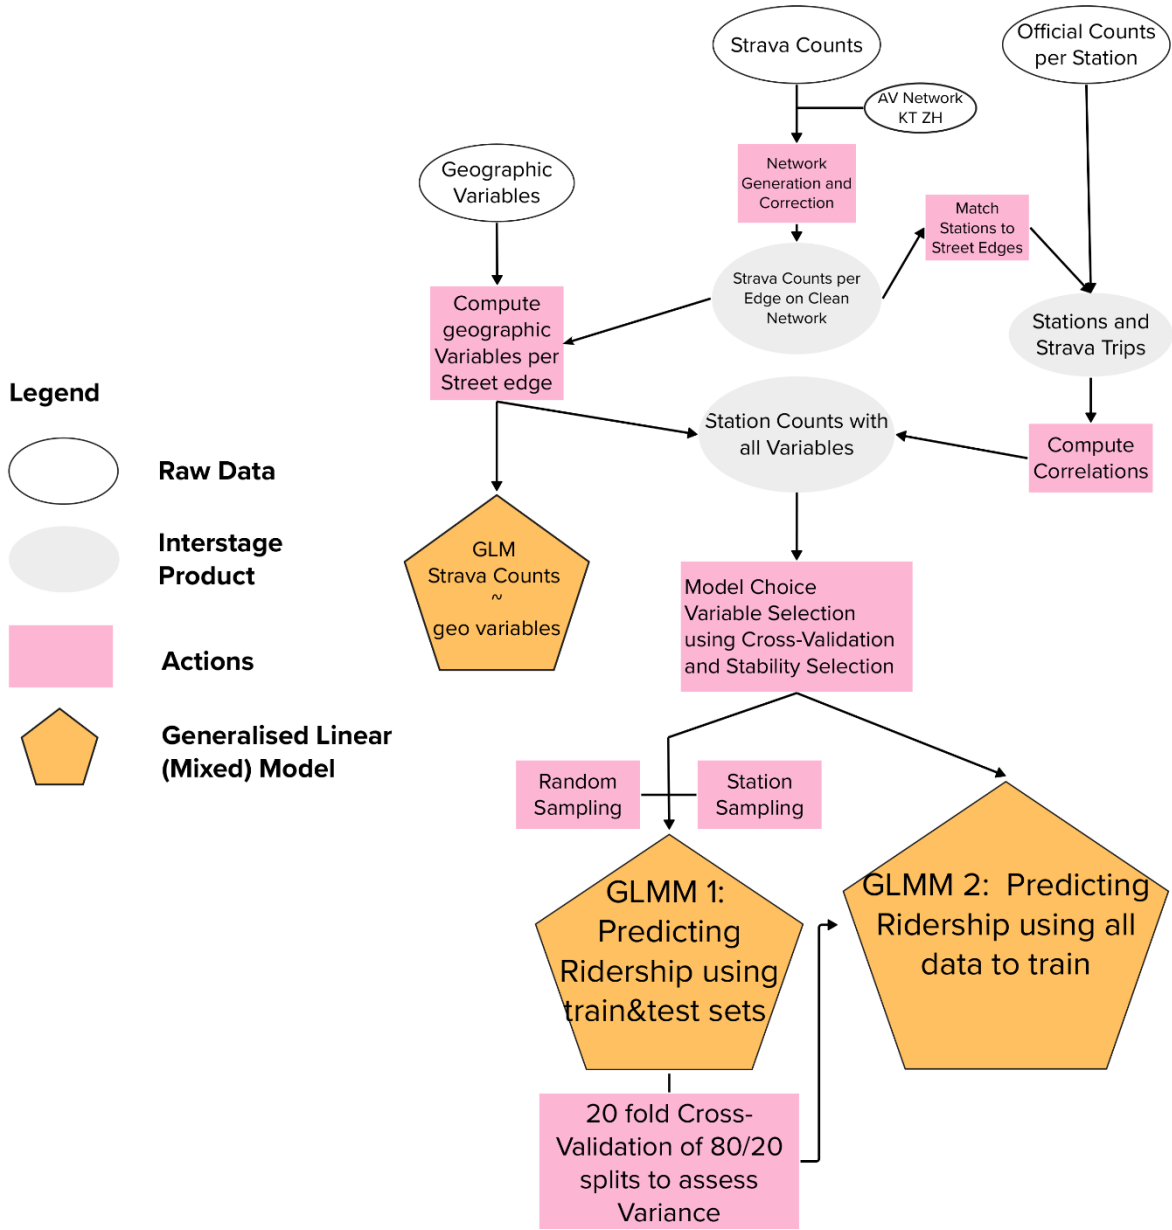 Strava Counts
Official Counts
per Station
AV Network
KT ZH
Geographic
Variables
Network
Generation and
Correction
Match
Stations to
Street Edges
Strava Counts per
Edge on Clean
Network
Compute
geographic
Variables per
Street edge
Stations and
Strava Trips
Station Counts with
all Variables
Compute
Correlations
Legend
Raw Data
Interstage
Product
Actions
Generalised Linear
(Mixed) Model
GLM
Strava Counts
~
geo variables
Model Choice
Variable Selection
using Cross-Validation
and Stability Selection
Random
Sampling
Station
Sampling
GLMM 1:
Predicting
Ridership using
train&test sets
GLMM 2: Predicting
Ridership using all
data to train
20 fold Cross-
Validation of 80/20
splits to assess
Variance